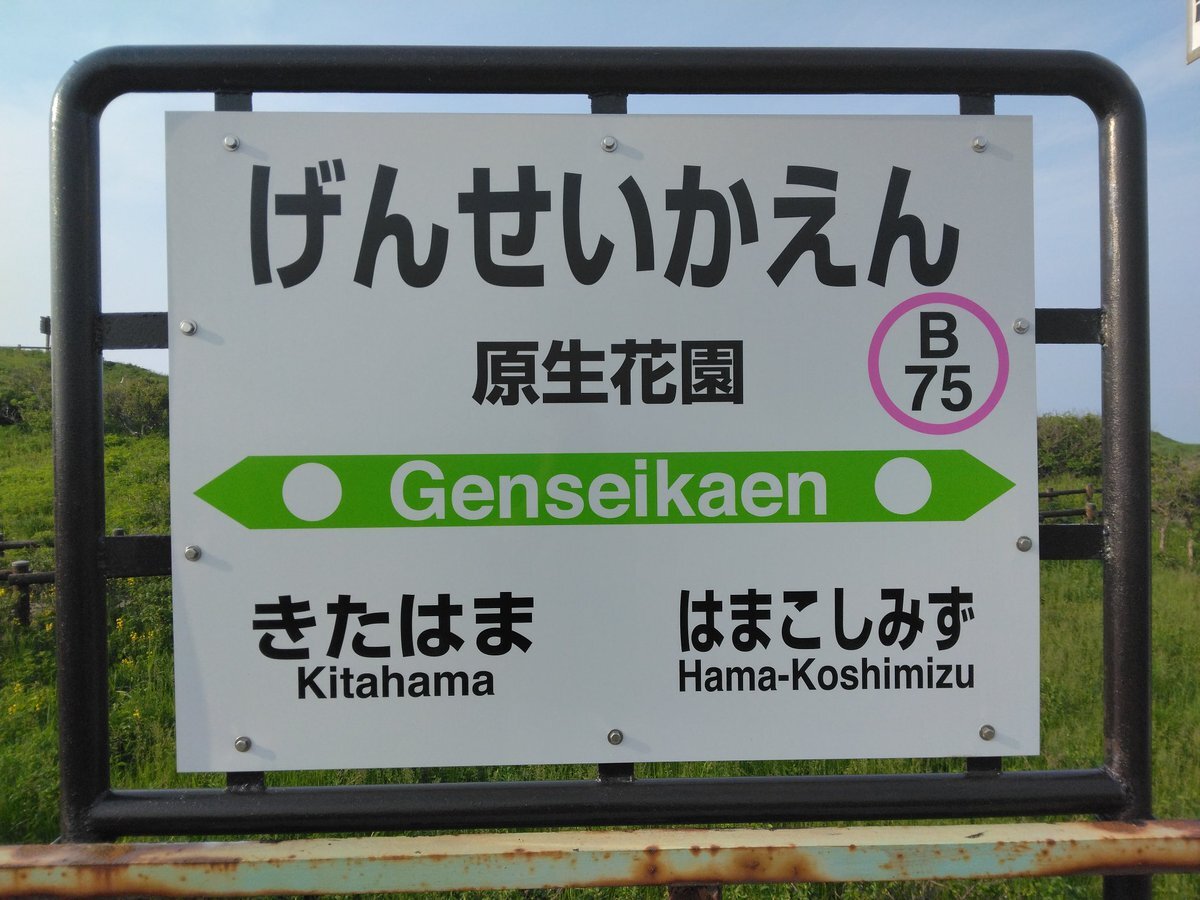 げんせいかえん
原生花園
B
75
Genseikaen
きたはま
Kitahama
はまこしみず
Hama-Koshimizu